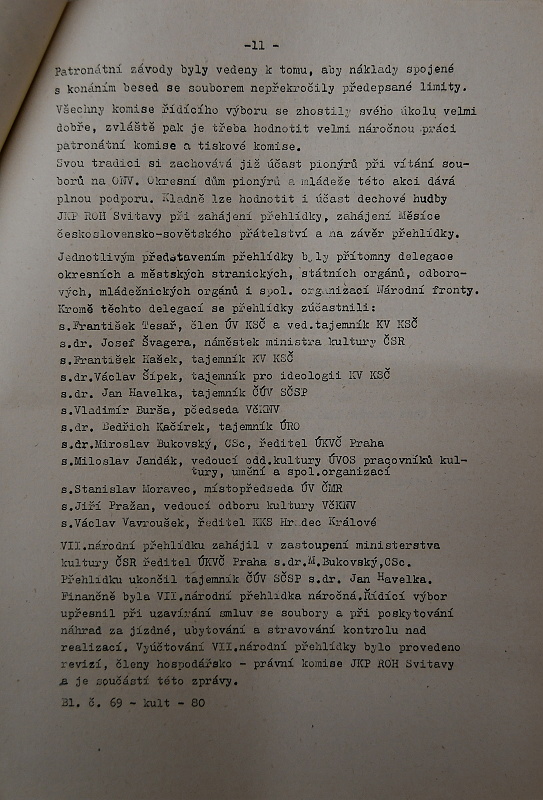 -11 -
Patronátní závody byly vedeny k tomu, aby náklady spojené
s konáním besed se souborem nepřekročily předepsané limity.
Všechny komise řídícího výboru se zhostily svého úkolu velmi
dobře, zvláště pak je třeba hodnotit velmi náročnou práci
patronátní komise a tiskové komise.
Svou tradici si zachovává již účast pionýrů při vítání sou-
borů na ONV. Okresní dům pionýrů a mládeže této akci dává
plnou podporu. Kladně lze hodnotit i účast dechové hudby
JKP ROH Svitavy při zahájení přehlídky, zahájení Měsíce
československo-sovětského přátelství a na závěr přehlídky.
Jednotlivým představením přehlídky byly přítomny delegace
okresních a městských stranických, státních orgánů, odboro-
vých, mládežnických orgánů i spol. organizací Národní fronty.
Kromě těchto delegací se přehlídky zúčastnili:
s.František Tesař, člen ÚV KSČ a ved.tajemník KV KSČ
s.dr. Josef Švagera, náměstek ministra kultury ČSR
s.František Hašek, tajemník KV KSČ
s.dr.Václav Šípek, tajemník pro ideologii KV KSČ
s.dr. Jan Havelka, tajemník ČÚV SČSP
s.Vladimír Burša, pčedseda VčKNV
s.dr. Bedřich Kačírek, tajemník ÚRO
s.dr.Miroslav Bukovský, CSc, ředitel ÚKVČ Praha
s.Miloslav Jandák, vedoucí odd.kultury ÚVOS pracovníků kul-
tury, umění a spol.organizací
s.Stanislav Moravec, místopředseda ÚV ČMR
s.Jiří Pražan, vedoucí odboru kultury VčKNV
s.Václav Vavroušek, ředitel KKS Hradec Králové
VII.národní přehlídku zahájil v zastoupení ministerstva
kultury ČSR ředitel ÚKVČ Praha s.dr.M.Bukovský,CSc.
Přehlídku ukončil tajemník ČÚV SČSP s.dr. Jan Havelka.
Finančně byla VII.národní přehlídka náročná.Řídící výbor
upřesnil při uzavírání smluv se soubory a při poskytování
náhrad za jízdné, ubytování a stravování kontrolu nad
realizací. Vyúčtování VII.národní přehlídky bylo provedeno
revizí, členy hospodářsko - právní komise JKP ROH Svitavy
a je součástí této zprávy.
Bl. č. 69 - kult - 80